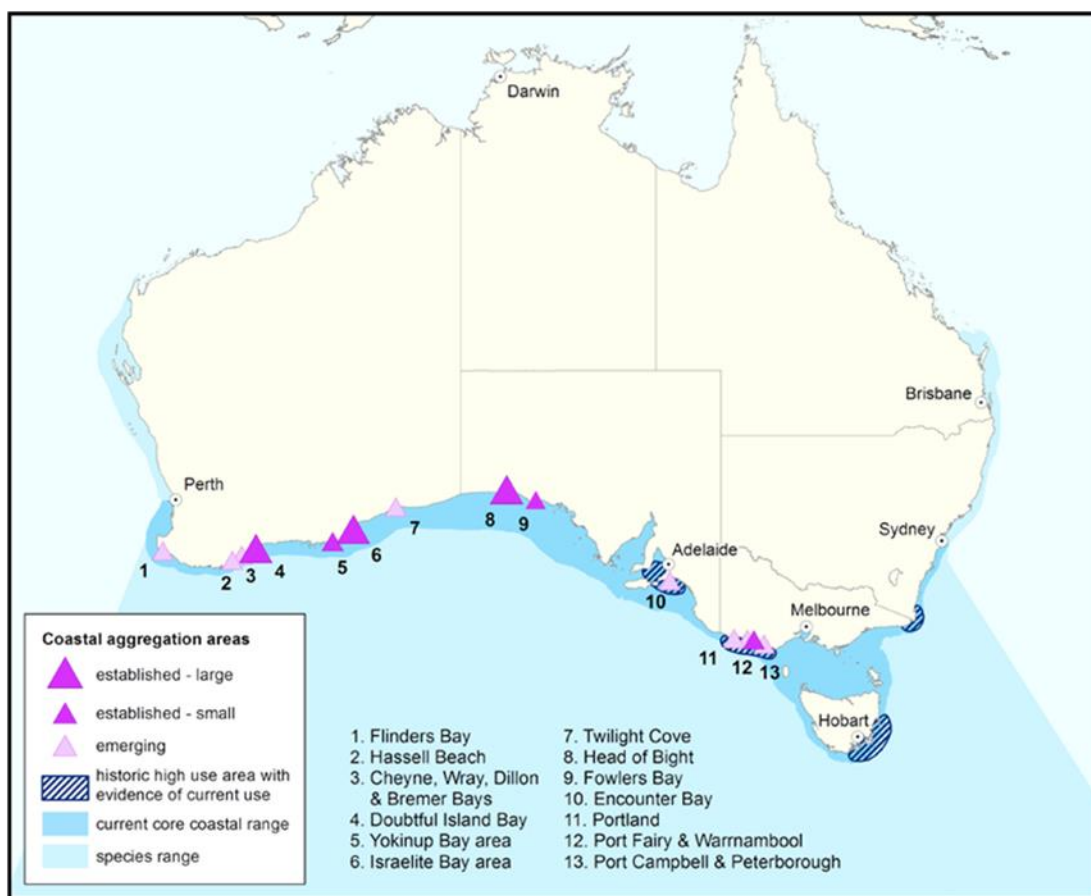 Darwin
Brisbane
Perth
Sydney
Adelaide
Melbourne
Hobart
1
2
3
4
5
6
7
8
9
10
11
12
13
Coastal aggregation areas
established - large
established - small
emerging
historic high use area with
evidence of current use
current core coastal range
species range
1. Flinders Bay
2. Hassell Beach
3. Cheyne, Wray, Dillon
& Bremer Bays
4. Doubtful Island Bay
5. Yokinup Bay area
6. Israelite Bay area
7. Twilight Cove
8. Head of Bight
9. Fowlers Bay
10. Encounter Bay
11. Portland
12. Port Fairy & Warrnambool
13. Port Campbell & Peterborough